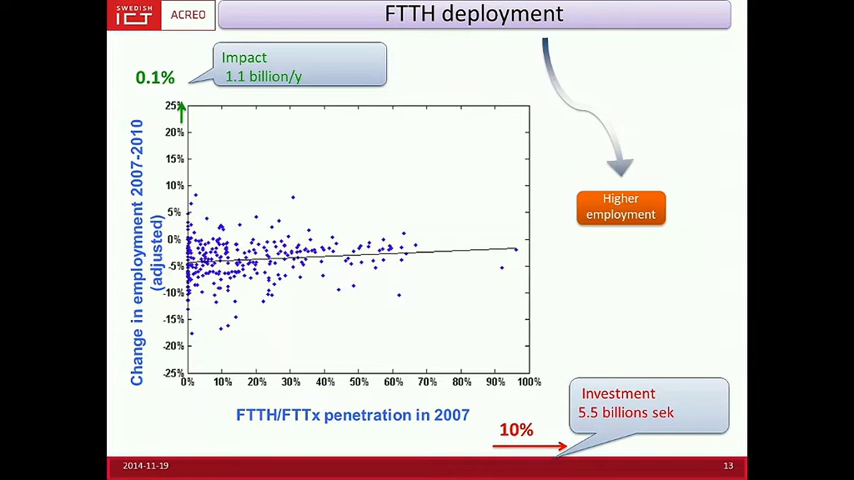 SWEDISH
ICT
ACREO
FTTH deployment
Impact
1.1 billion/y
0.1%
25%
20%
15%
10%
5%
0%
-5%
-10%
-15%
-20%
-25%
Change in employmnent 2007-2010
(adjusted)
0% 10% 20% 30% 40% 50% 60% 70% 80% 90% 100%
FTTH/FTTx penetration in 2007
Higher
employment
Investment
5.5 billions sek
10%
2014-11-19
13